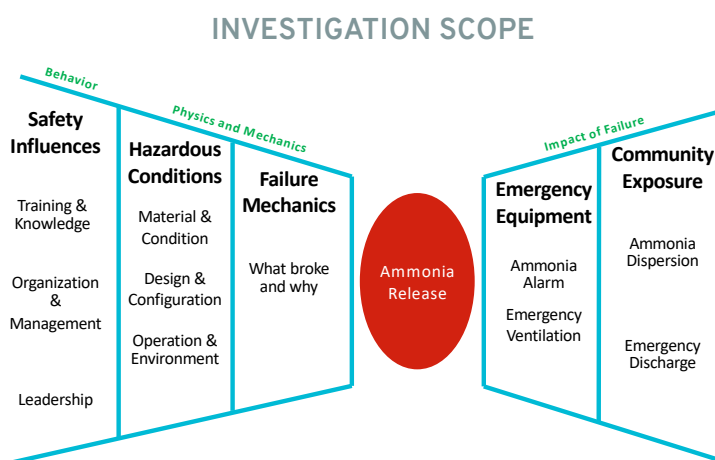 INVESTIGATION SCOPE
Behavior
Safety
Influences
Training &
Knowledge
Organization
&
Management
Leadership
Physics and Mechanics
Hazardous
Conditions
Material &
Condition
Design &
Configuration
Operation &
Environment
Failure
Mechanics
What broke
and why
Ammonia
Release
Impact of Failure
Emergency
Equipment
Ammonia
Alarm
Emergency
Ventilation
Community
Exposure
Ammonia
Dispersion
Emergency
Discharge